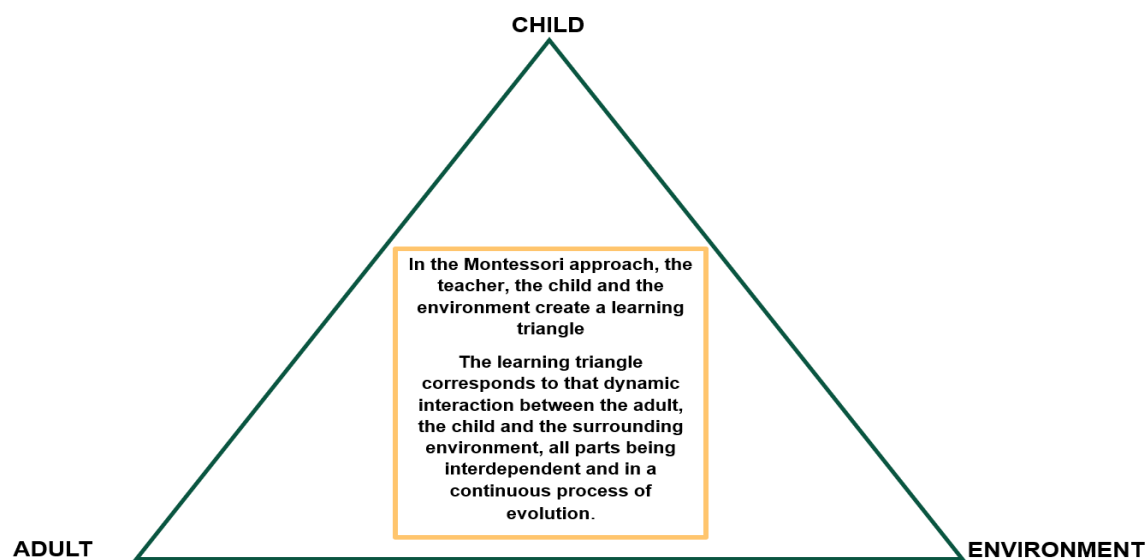 CHILD
In the Montessori approach, the
teacher, the child and the
environment create a learning
triangle
The learning triangle
corresponds to that dynamic
interaction between the adult,
the child and the surrounding
environment, all parts being
interdependent and in a
continuous process of
evolution.
ADULT
ENVIRONMENT